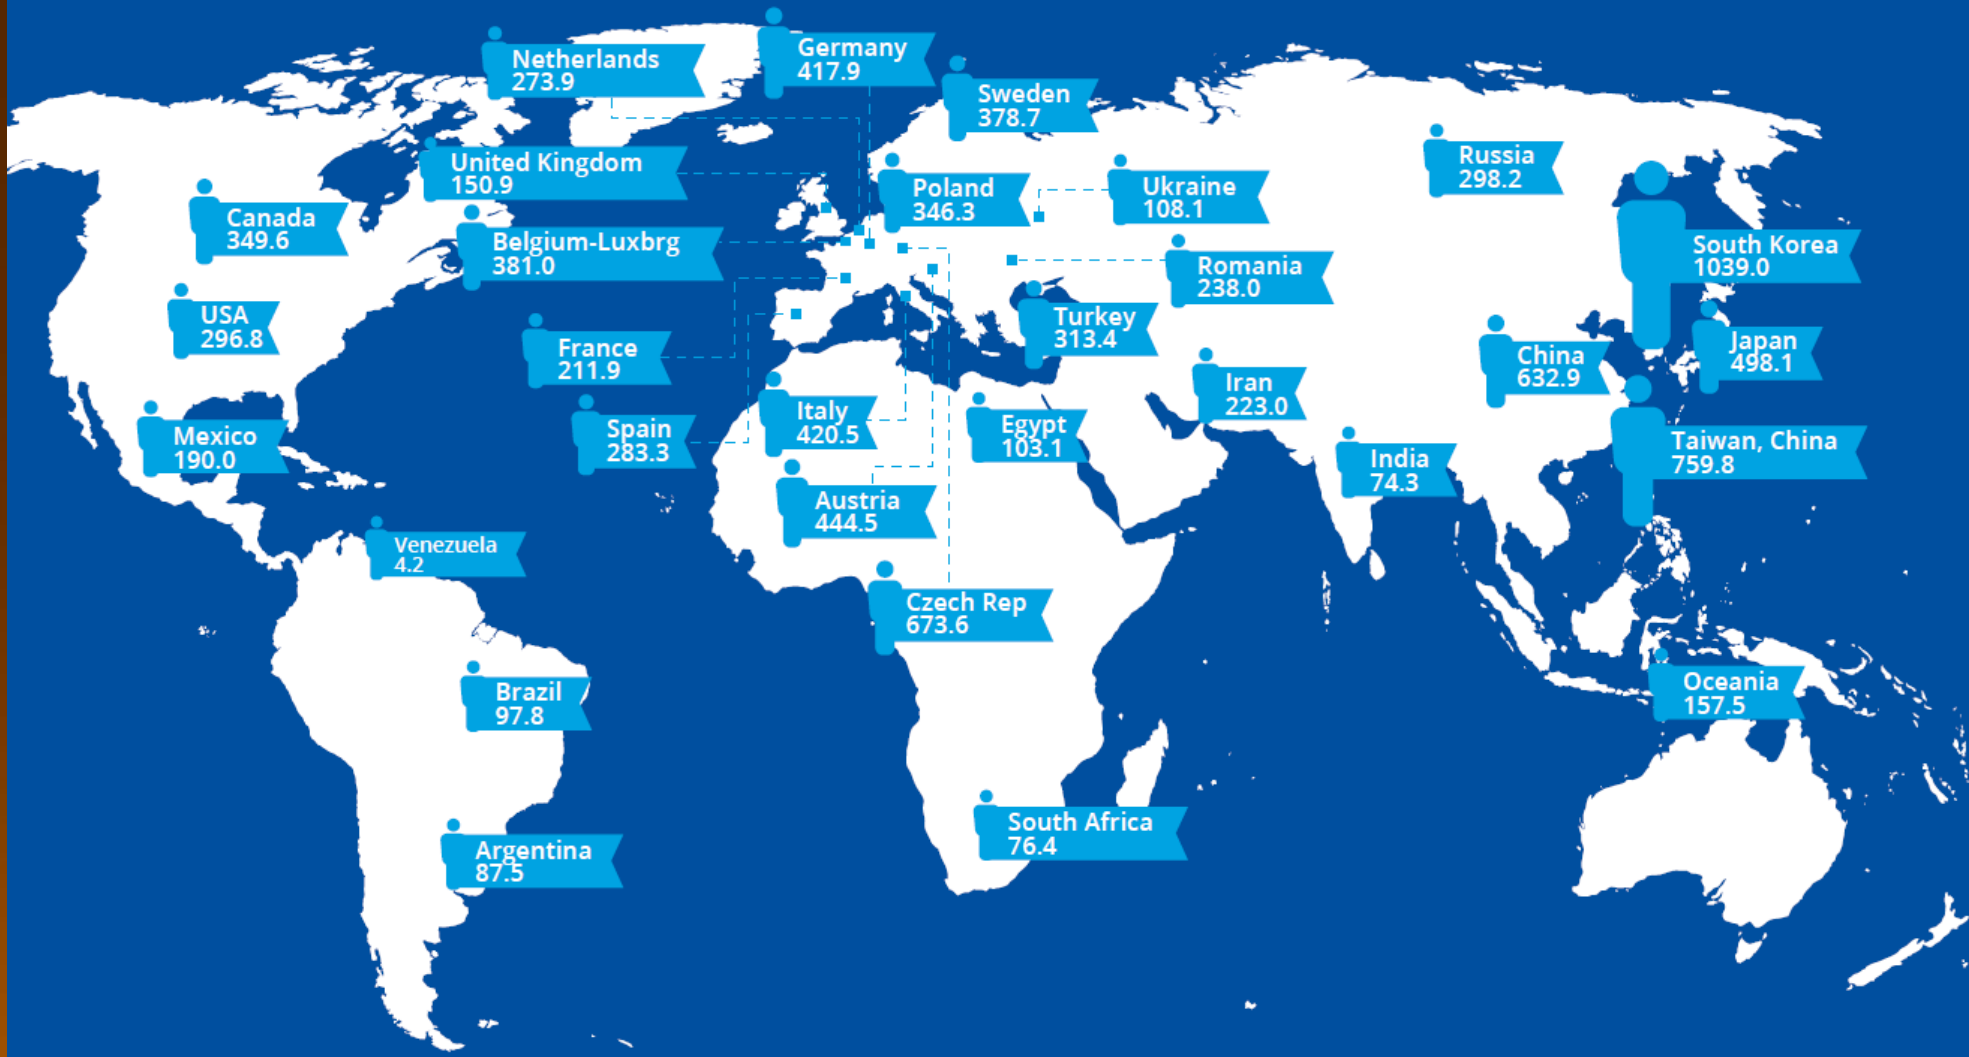 Netherlands
273.9
Germany
417.9
Sweden
378.7
United Kingdom
150.9
Poland
346.3
Ukraine
108.1
Russia
298.2
Canada
349.6
Belgium-Luxbrg
381.0
Romania
238.0
South Korea
1039.0
USA
296.8
France
211.9
Turkey
313.4
China
632.9
Japan
498.1
Mexico
190.0
Spain
283.3
Italy
420.5
Egypt
103.1
Iran
223.0
India
74.3
Taiwan, China
759.8
Austria
444.5
Venezuela
4.2
Czech Rep
673.6
Brazil
97.8
Oceania
157.5
Argentina
87.5
South Africa
76.4